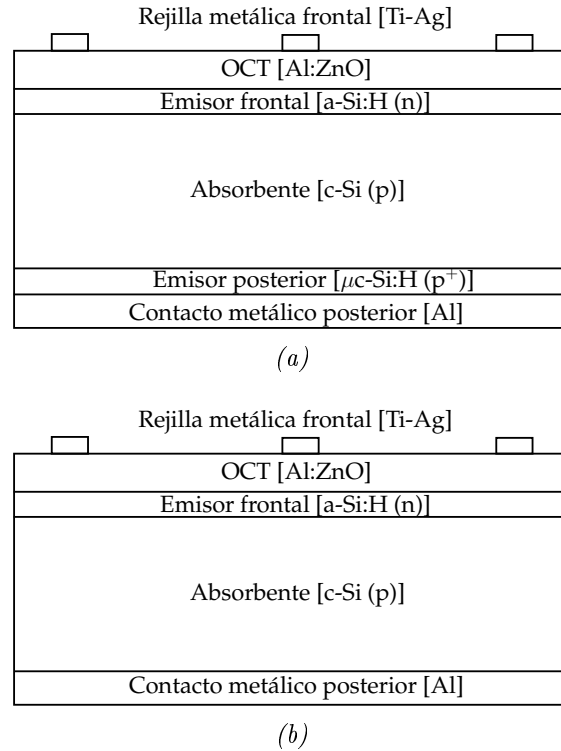 Rejilla metálica frontal [Ti-Ag]
OCT [Al:ZnO]
Emisor frontal [a-Si:H (n)]
Absorbente [c-Si (p)]
Emisor posterior [μc-Si:H (p⁺)]
Contacto metálico posterior [Al]
(a)
Rejilla metálica frontal [Ti-Ag]
OCT [Al:ZnO]
Emisor frontal [a-Si:H (n)]
Absorbente [c-Si (p)]
Contacto metálico posterior [Al]
(b)